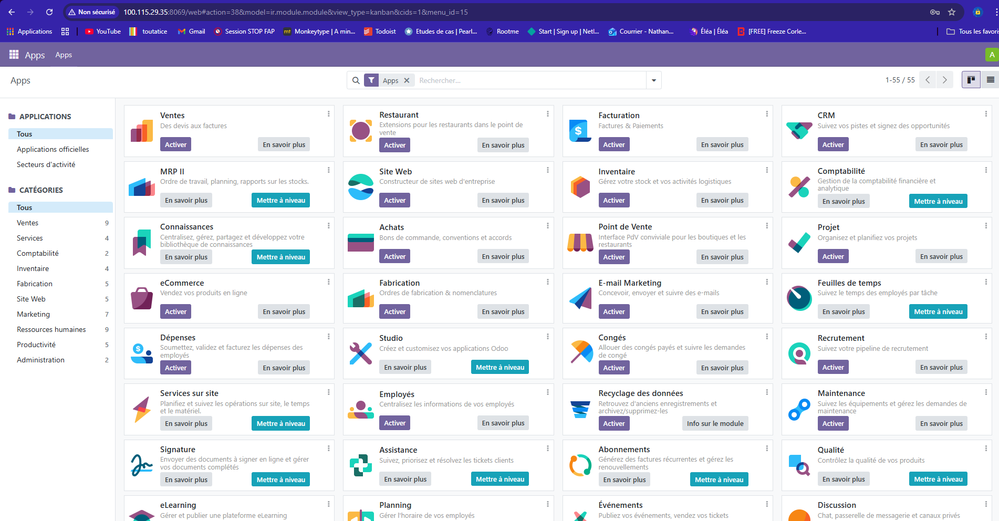 Non sécurisé 100.115.29.35:8069/web#action=38&model=ir.module.module&view_type=kanban&cids=1&menu_id=15
Applications YouTube toutatice Gmail Session STOP FAP mt Monkeytype | A min... Todoist Etudes de cas | Pearl... Rootme Start | Sign up | Netl... Courrier - Nathan... Éléa | Éléa [FREE] Freeze Corle... Tous les favoris
Apps Apps A
Apps Apps Rechercher... 1-55 / 55
APPLICATIONS
Tous
Applications officielles
Secteurs d'activité
CATÉGORIES
Tous
Ventes 9
Services 4
Comptabilité 2
Inventaire 4
Fabrication 5
Site Web 5
Marketing 7
Ressources humaines 9
Productivité 5
Administration 2
Ventes
Des devis aux factures
Activer En savoir plus
Restaurant
Extensions pour les restaurants dans le point de
vente
Activer En savoir plus
Facturation
Factures & Paiements
Activer En savoir plus
CRM
Suivez vos pistes et signez des opportunités
Activer En savoir plus
MRP II
Ordre de travail, planning, rapports sur les stocks.
En savoir plus Mettre à niveau
Site Web
Constructeur de sites web d'entreprise
Activer En savoir plus
Inventaire
Gérez votre stock et vos activités logistiques
Activer En savoir plus
Comptabilité
Gestion de la comptabilité financière et
analytique
En savoir plus Mettre à niveau
Connaissances
Centralisez, gérez, partagez et développez votre
bibliothèque de connaissances
En savoir plus Mettre à niveau
Achats
Bons de commande, conventions et accords
Activer En savoir plus
Point de Vente
Interface PdV conviviale pour les boutiques et les
restaurants
Activer En savoir plus
Projet
Organisez et planifiez vos projets
Activer En savoir plus
eCommerce
Vendez vos produits en ligne
Activer En savoir plus
Fabrication
Ordres de fabrication & nomenclatures
Activer En savoir plus
E-mail Marketing
Concevoir, envoyer et suivre des e-mails
Activer En savoir plus
Feuilles de temps
Suivez le temps des employés par tâche
En savoir plus Mettre à niveau
Dépenses
Soumettez, validez et facturez les dépenses des
employés
Activer En savoir plus
Studio
Créez et customisez vos applications Odoo
En savoir plus Mettre à niveau
Congés
Allouer des congés payés et suivre les demandes
de congé
Activer En savoir plus
Recrutement
Suivez votre pipeline de recrutement
Activer En savoir plus
Services sur site
Planifiez et suivez les opérations sur site, le temps
et le matériel.
En savoir plus Mettre à niveau
Employés
Centralisez les informations de vos employés
Activer En savoir plus
Recyclage des données
Retrouvez d'anciens enregistrements et
archivez/supprimez-les
Activer Info sur le module
Maintenance
Suivez les équipements et gérez les demandes de
maintenance
Activer En savoir plus
Signature
Envoyer des documents à signer en ligne et gérer
vos documents complétés
En savoir plus Mettre à niveau
Assistance
Suivez, priorisez et résolvez les tickets clients
En savoir plus Mettre à niveau
Abonnements
Générez des factures récurrentes et gérez les
renouvellements
En savoir plus Mettre à niveau
Qualité
Contrôlez la qualité de vos produits
En savoir plus Mettre à niveau
eLearning
Gérer et publier une plateforme eLearning
Planning
Gérer l'horaire de vos employés
Événements
Publiez vos événements, vendez vos tickets
Discussion
Chat, passerelle de messagerie et canaux privés